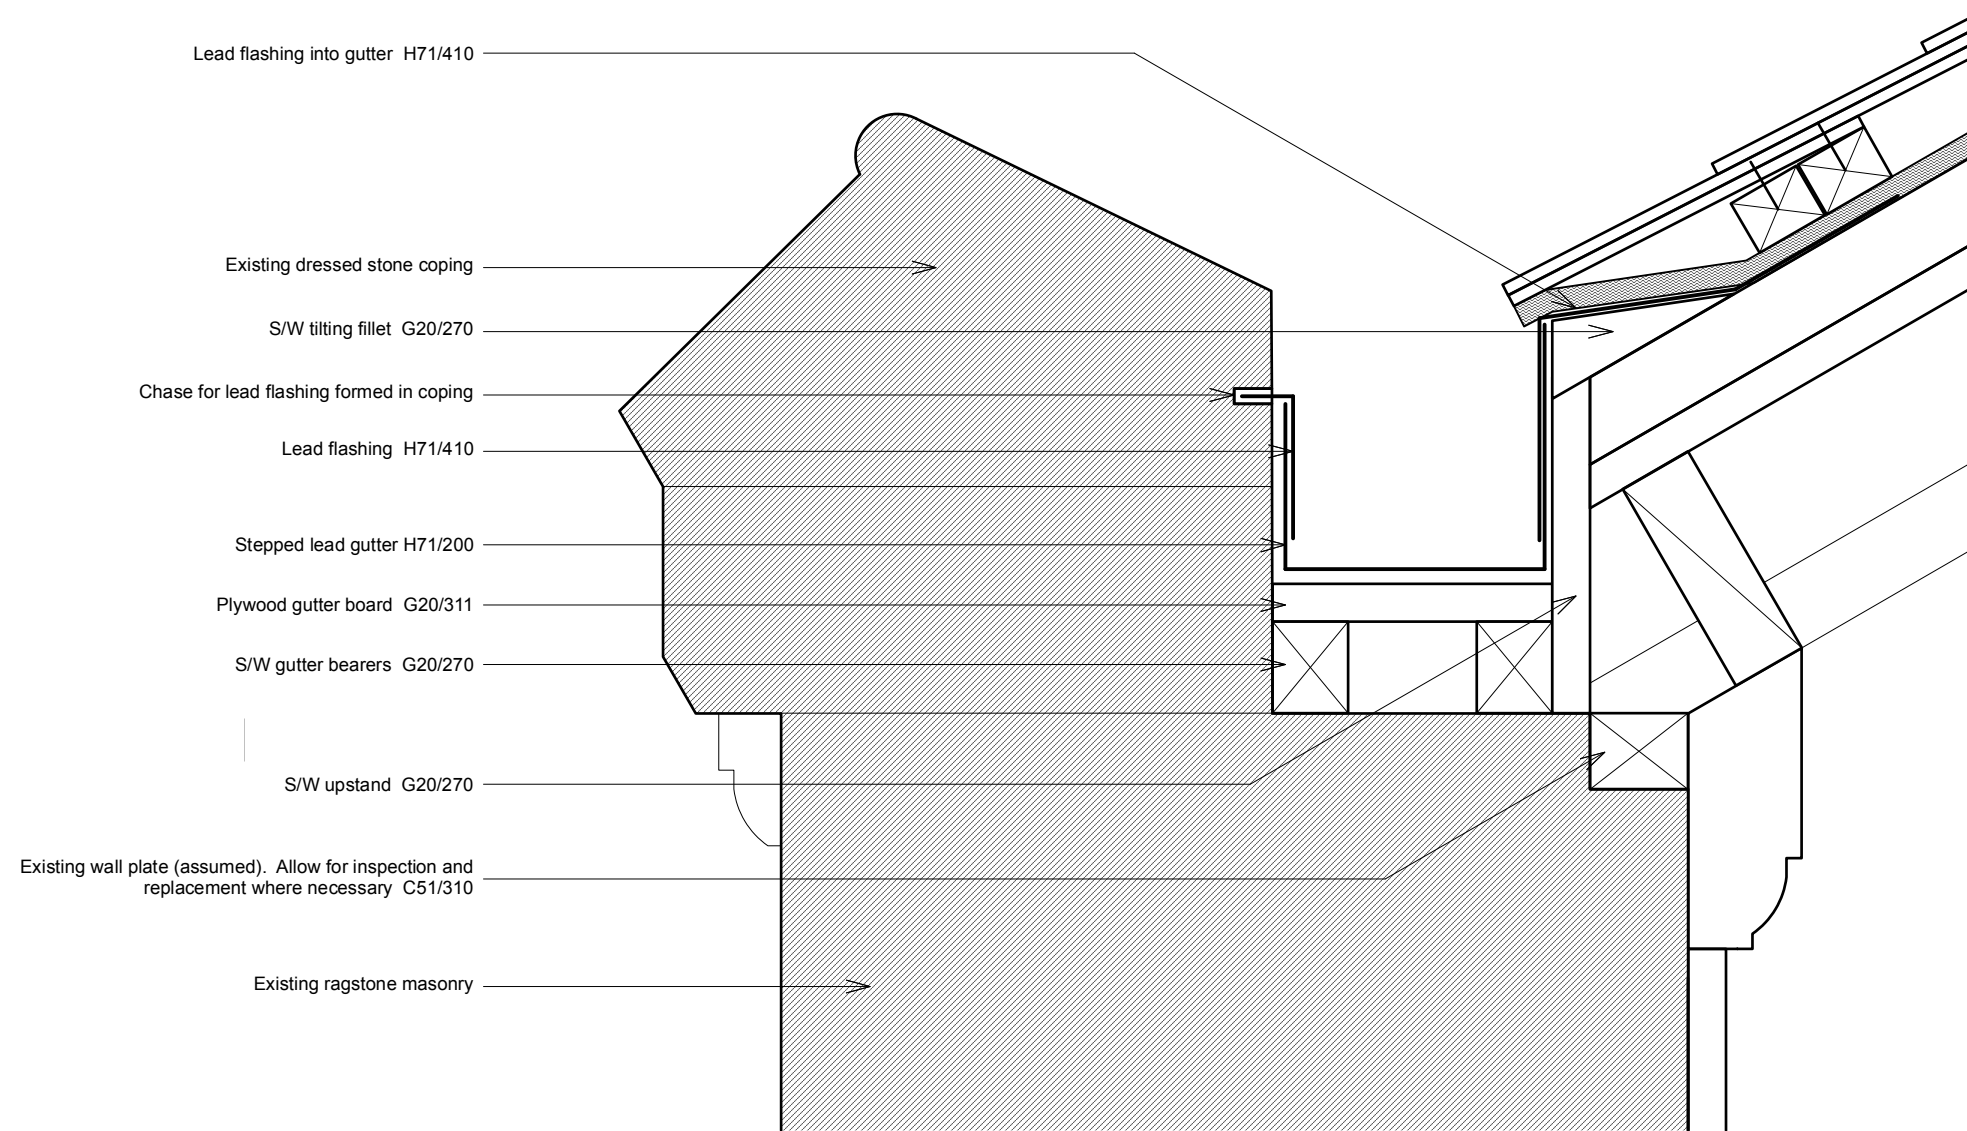 Lead flashing into gutter H71/410
Existing dressed stone coping
S/W tilting fillet G20/270
Chase for lead flashing formed in coping
Lead flashing H71/410
Stepped lead gutter H71/200
Plywood gutter board G20/311
S/W gutter bearers G20/270
S/W upstand G20/270
Existing wall plate (assumed). Allow for inspection and
replacement where necessary C51/310
Existing ragstone masonry